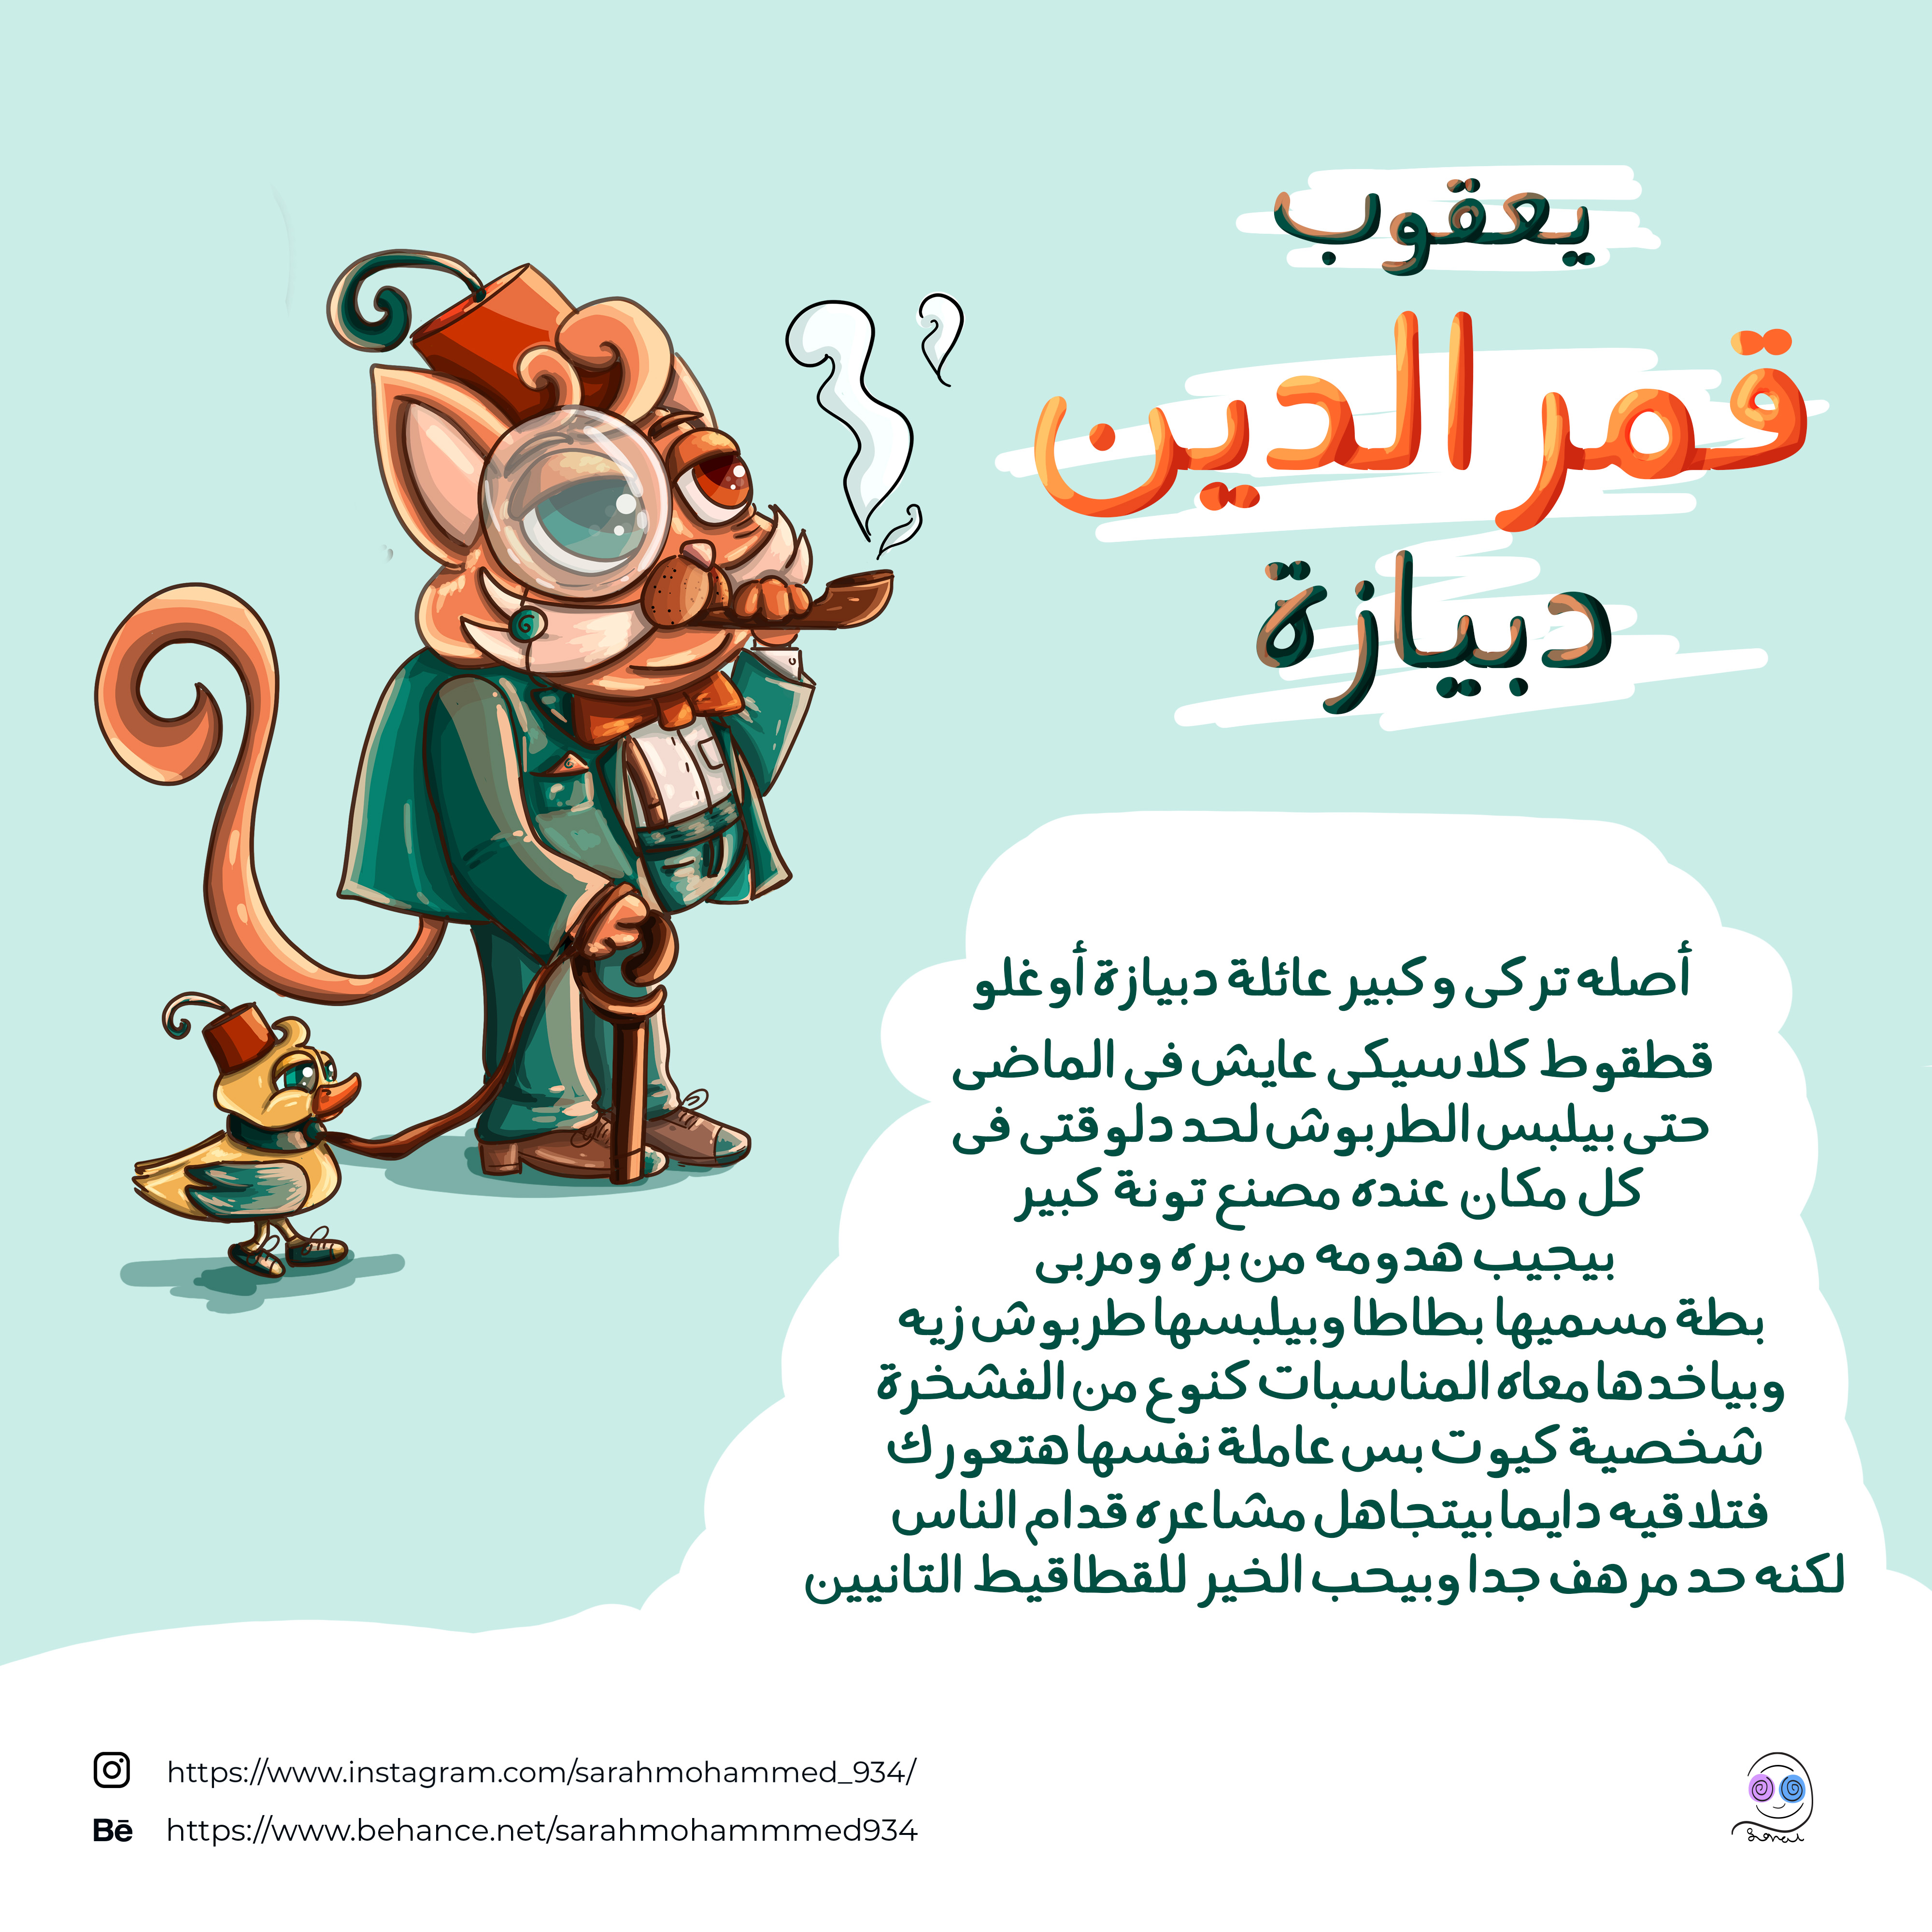 يعقوب
قمر الدين
دبيازة
أصله تركى و كبير عائلة دبيازة أوغلو
قطقوط كلاسيكى عايش فى الماضى
حتى بيلبس الطربوش لحد دلوقتى فى
كل مكان عنده مصنع تونة كبير
بيجيب هدومه من بره ومربى
بطة مسميها بطاطا وبيلبسها طربوش زيه
وبياخدها معاه المناسبات كنوع من الفشخرة
شخصية كيوت بس عاملة نفسها هتعورك
فتلاقيه دايما بيتجاهل مشاعره قدام الناس
لكنه حد مرهف جدا وبيحب الخير للقطاقيط التانيين
https://www.instagram.com/sarahmohammed_934/
Bē https://www.behance.net/sarahmohammmed934